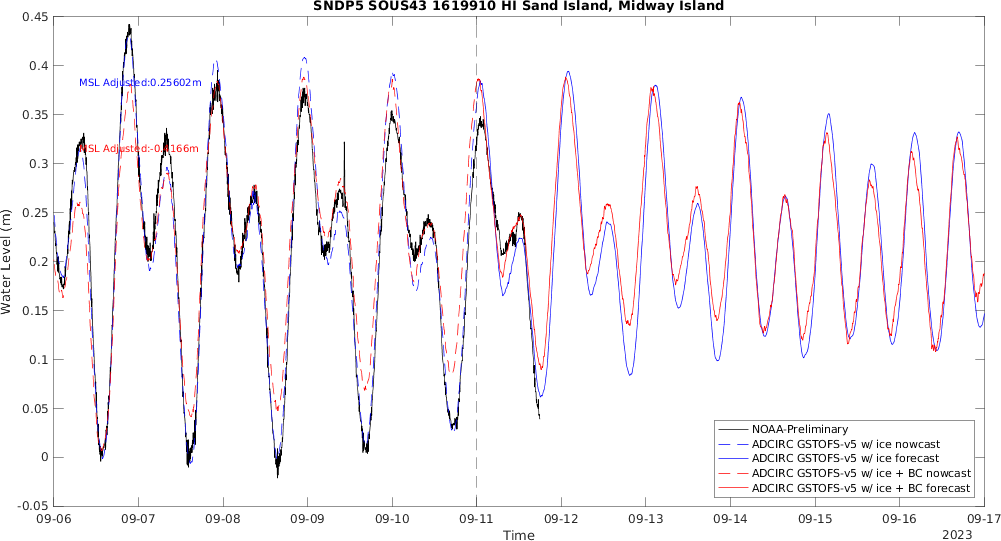 SNDP5 SOUS43 1619910 HI Sand Island, Midway Island
0.45
0.4
0.35
0.3
0.25
0.2
0.15
0.1
0.05
0
-0.05
Water Level (m)
MSL Adjusted:0.25602m
MSL
NOAA-Preliminary
ADCIRC GSTOFS-v5 w/ ice nowcast
ADCIRC GSTOFS-v5 w/ ice forecast
ADCIRC GSTOFS-v5 w/ ice + BC nowcast
ADCIRC GSTOFS-v5 w/ ice + BC forecast
09-06 09-07 09-08 09-09 09-10 09-11 09-12 09-13 09-14 09-15 09-16 09-17
Time
2023